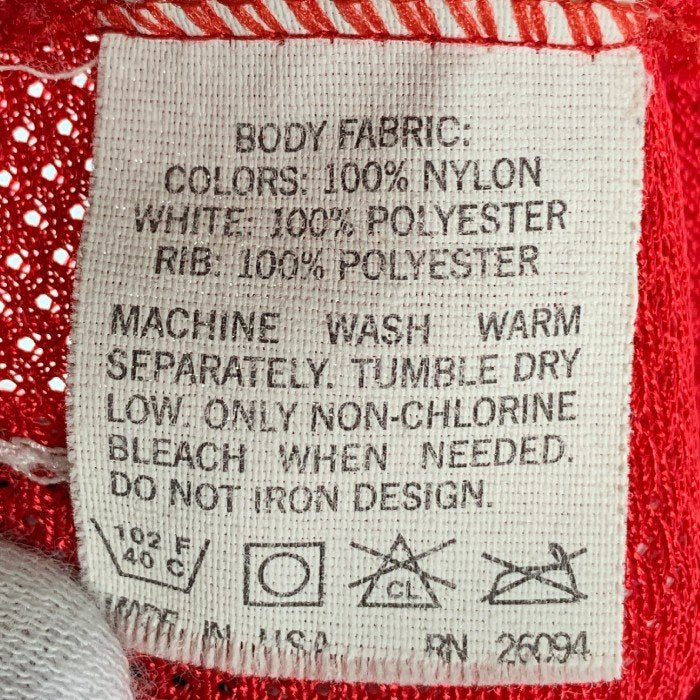 BODY FABRIC:
COLORS: 100% NYLON
WHITE: 100% POLYESTER
RIB: 100% POLYESTER
MACHINE WASH WARM
SEPARATELY. TUMBLE DRY
LOW. ONLY NON-CHLORINE
BLEACH WHEN NEEDED.
DO NOT IRON DESIGN.
102 F
40 C
CL
MADE IN USA RN 26094